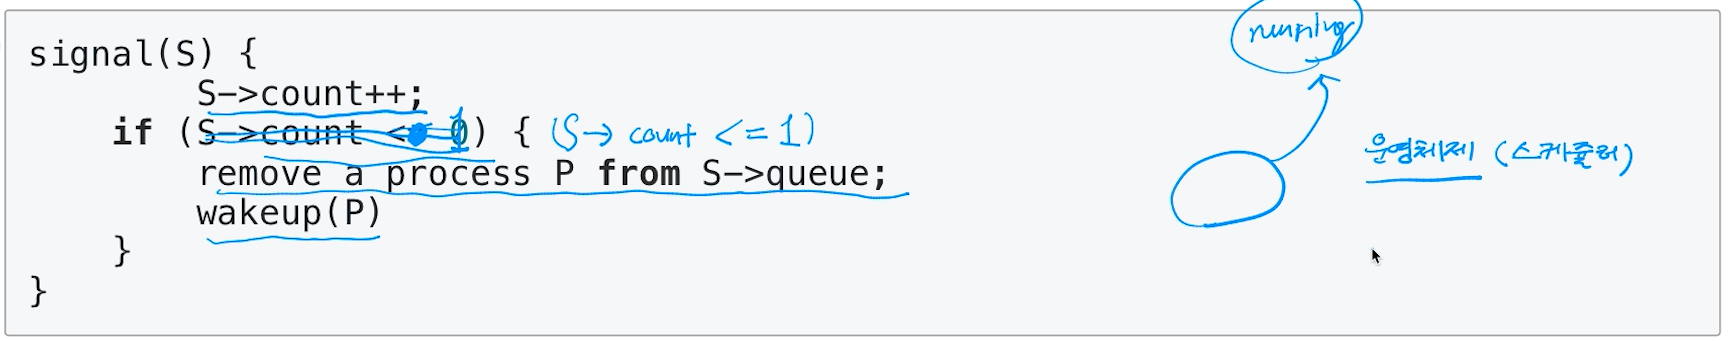 running
signal(S) {
S->count++;
if (S->count <= 0) { (S-> count <= 1)
운영체제 (스케줄러)
remove a process P from S->queue;
wakeup(P)
}
}